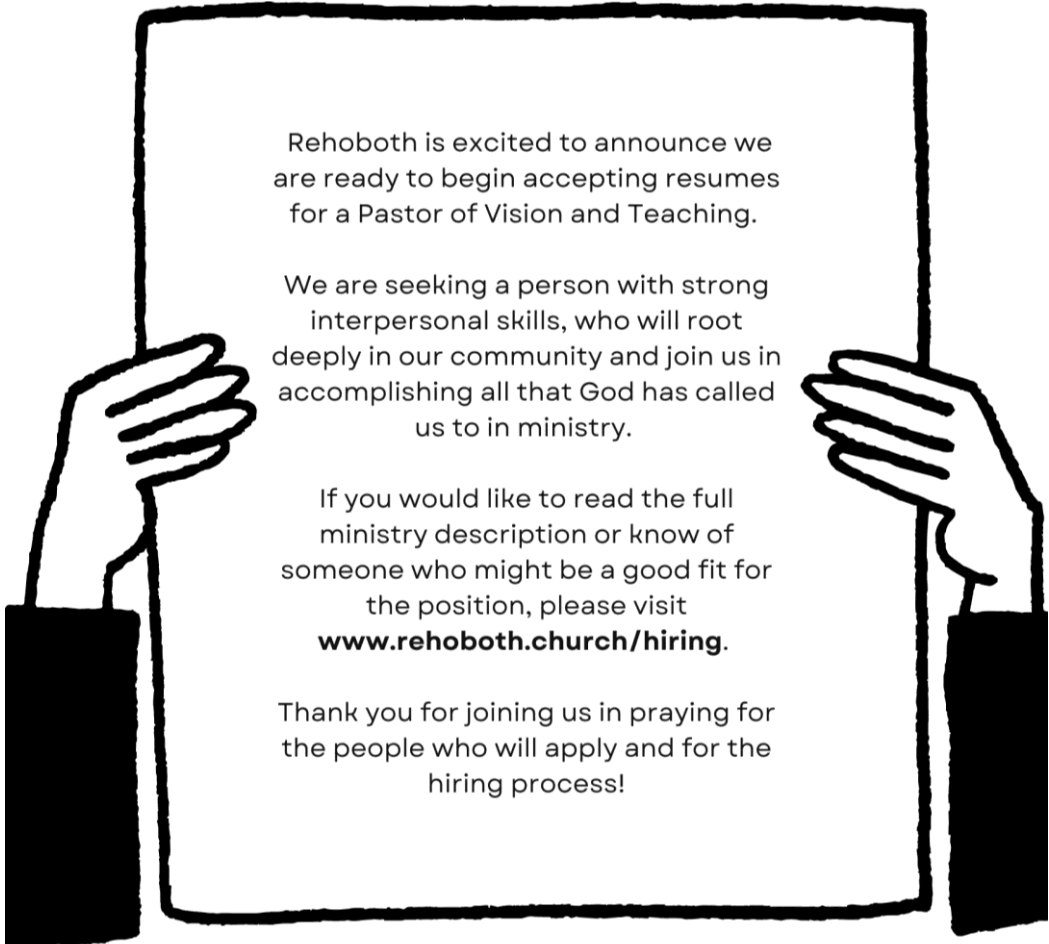 Rehoboth is excited to announce we
are ready to begin accepting resumes
for a Pastor of Vision and Teaching.
We are seeking a person with strong
interpersonal skills, who will root
deeply in our community and join us in
accomplishing all that God has called
us to in ministry.
If you would like to read the full
ministry description or know of
someone who might be a good fit for
the position, please visit
www.rehoboth.church/hiring.
Thank you for joining us in praying for
the people who will apply and for the
hiring process!